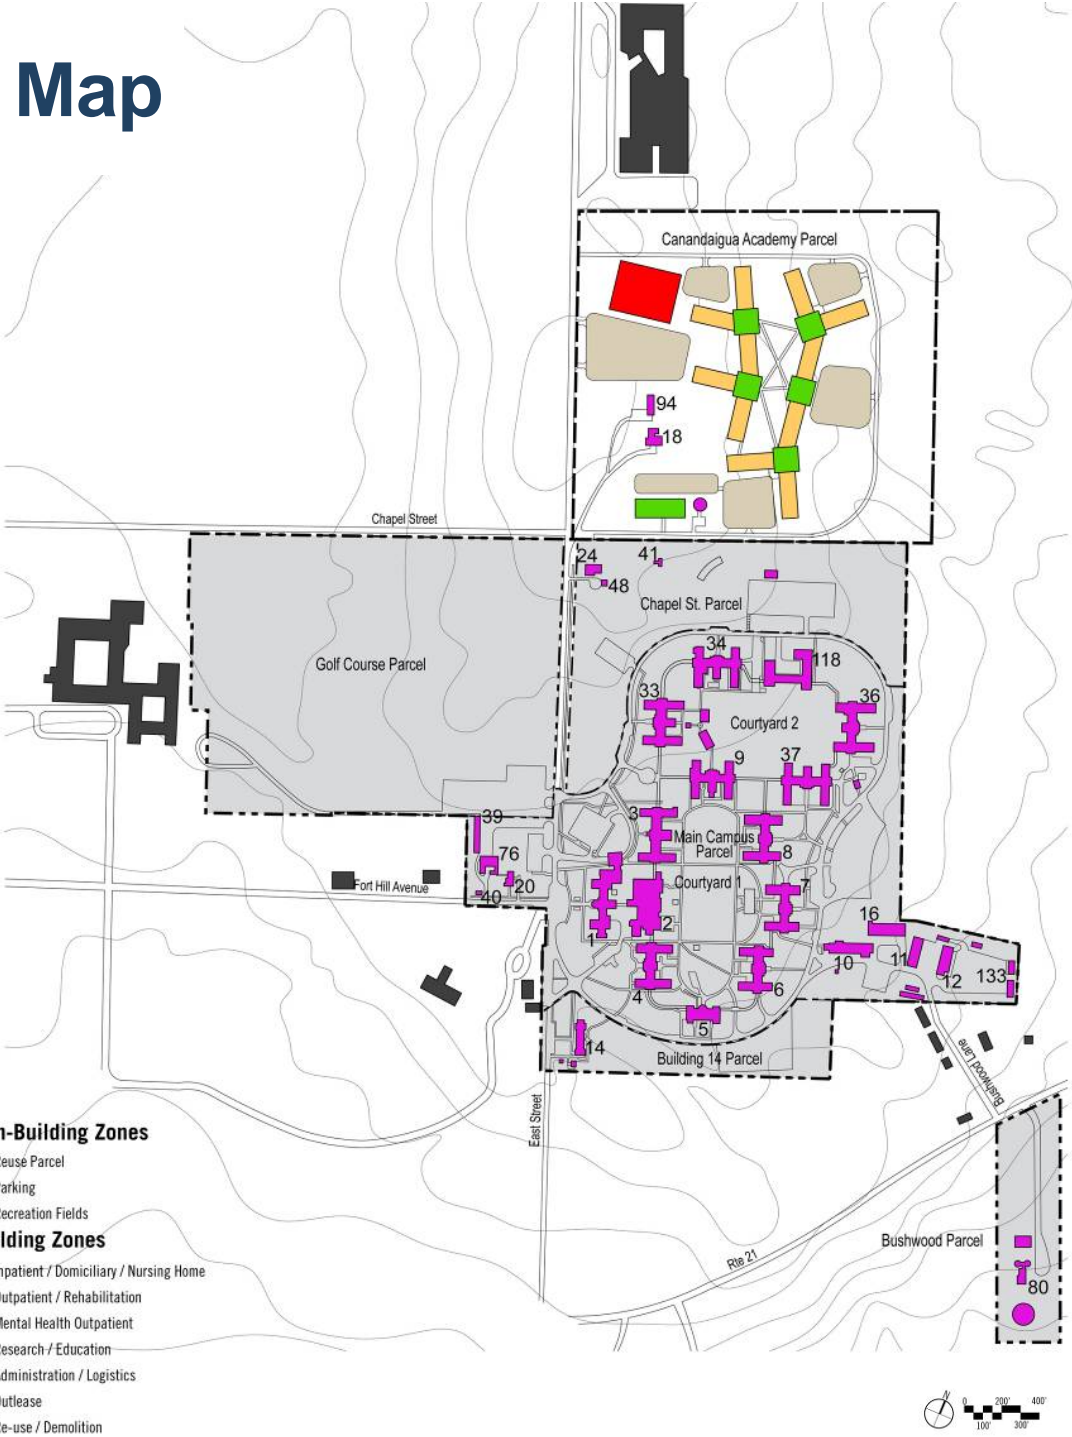 Map
Canandaigua Academy Parcel
94
18
Chapel Street
24
41
48
Chapel St. Parcel
34
118
Golf Course Parcel
33
36
Courtyard 2
9
37
39
3
Main Campus
Parcel
8
76
20
40
Fort Hill Avenue
Courtyard 1
7
2
1
16
10
11
12
133
4
6
5
14
Building 14 Parcel
Bushwood Lane
East Street
n-Building Zones
euse Parcel
arking
ecreation Fields
lding Zones
npatient / Domiciliary / Nursing Home
utpatient / Rehabilitation
Mental Health Outpatient
esearch / Education
dministration / Logistics
utlease
e-use / Demolition
Rte 21
Bushwood Parcel
80
N
0 200' 400'
100' 300'